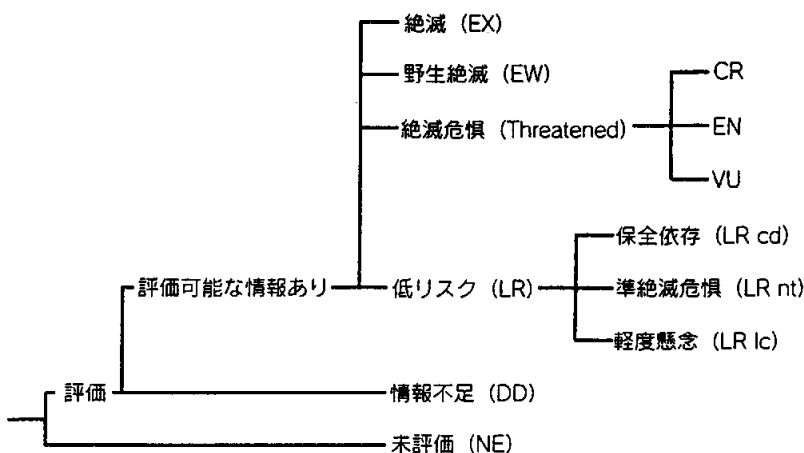 絶滅 (EX)
野生絶滅 (EW)
CR
絶滅危惧 (Threatened)
EN
VU
保全依存 (LR cd)
評価可能な情報あり
低リスク (LR)
準絶滅危惧 (LR nt)
軽度懸念 (LR lc)
評価
情報不足 (DD)
未評価 (NE)